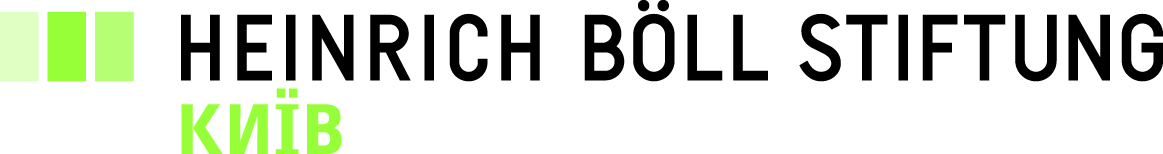 HEINRICH BÖLL STIFTUNG
КИЇВ